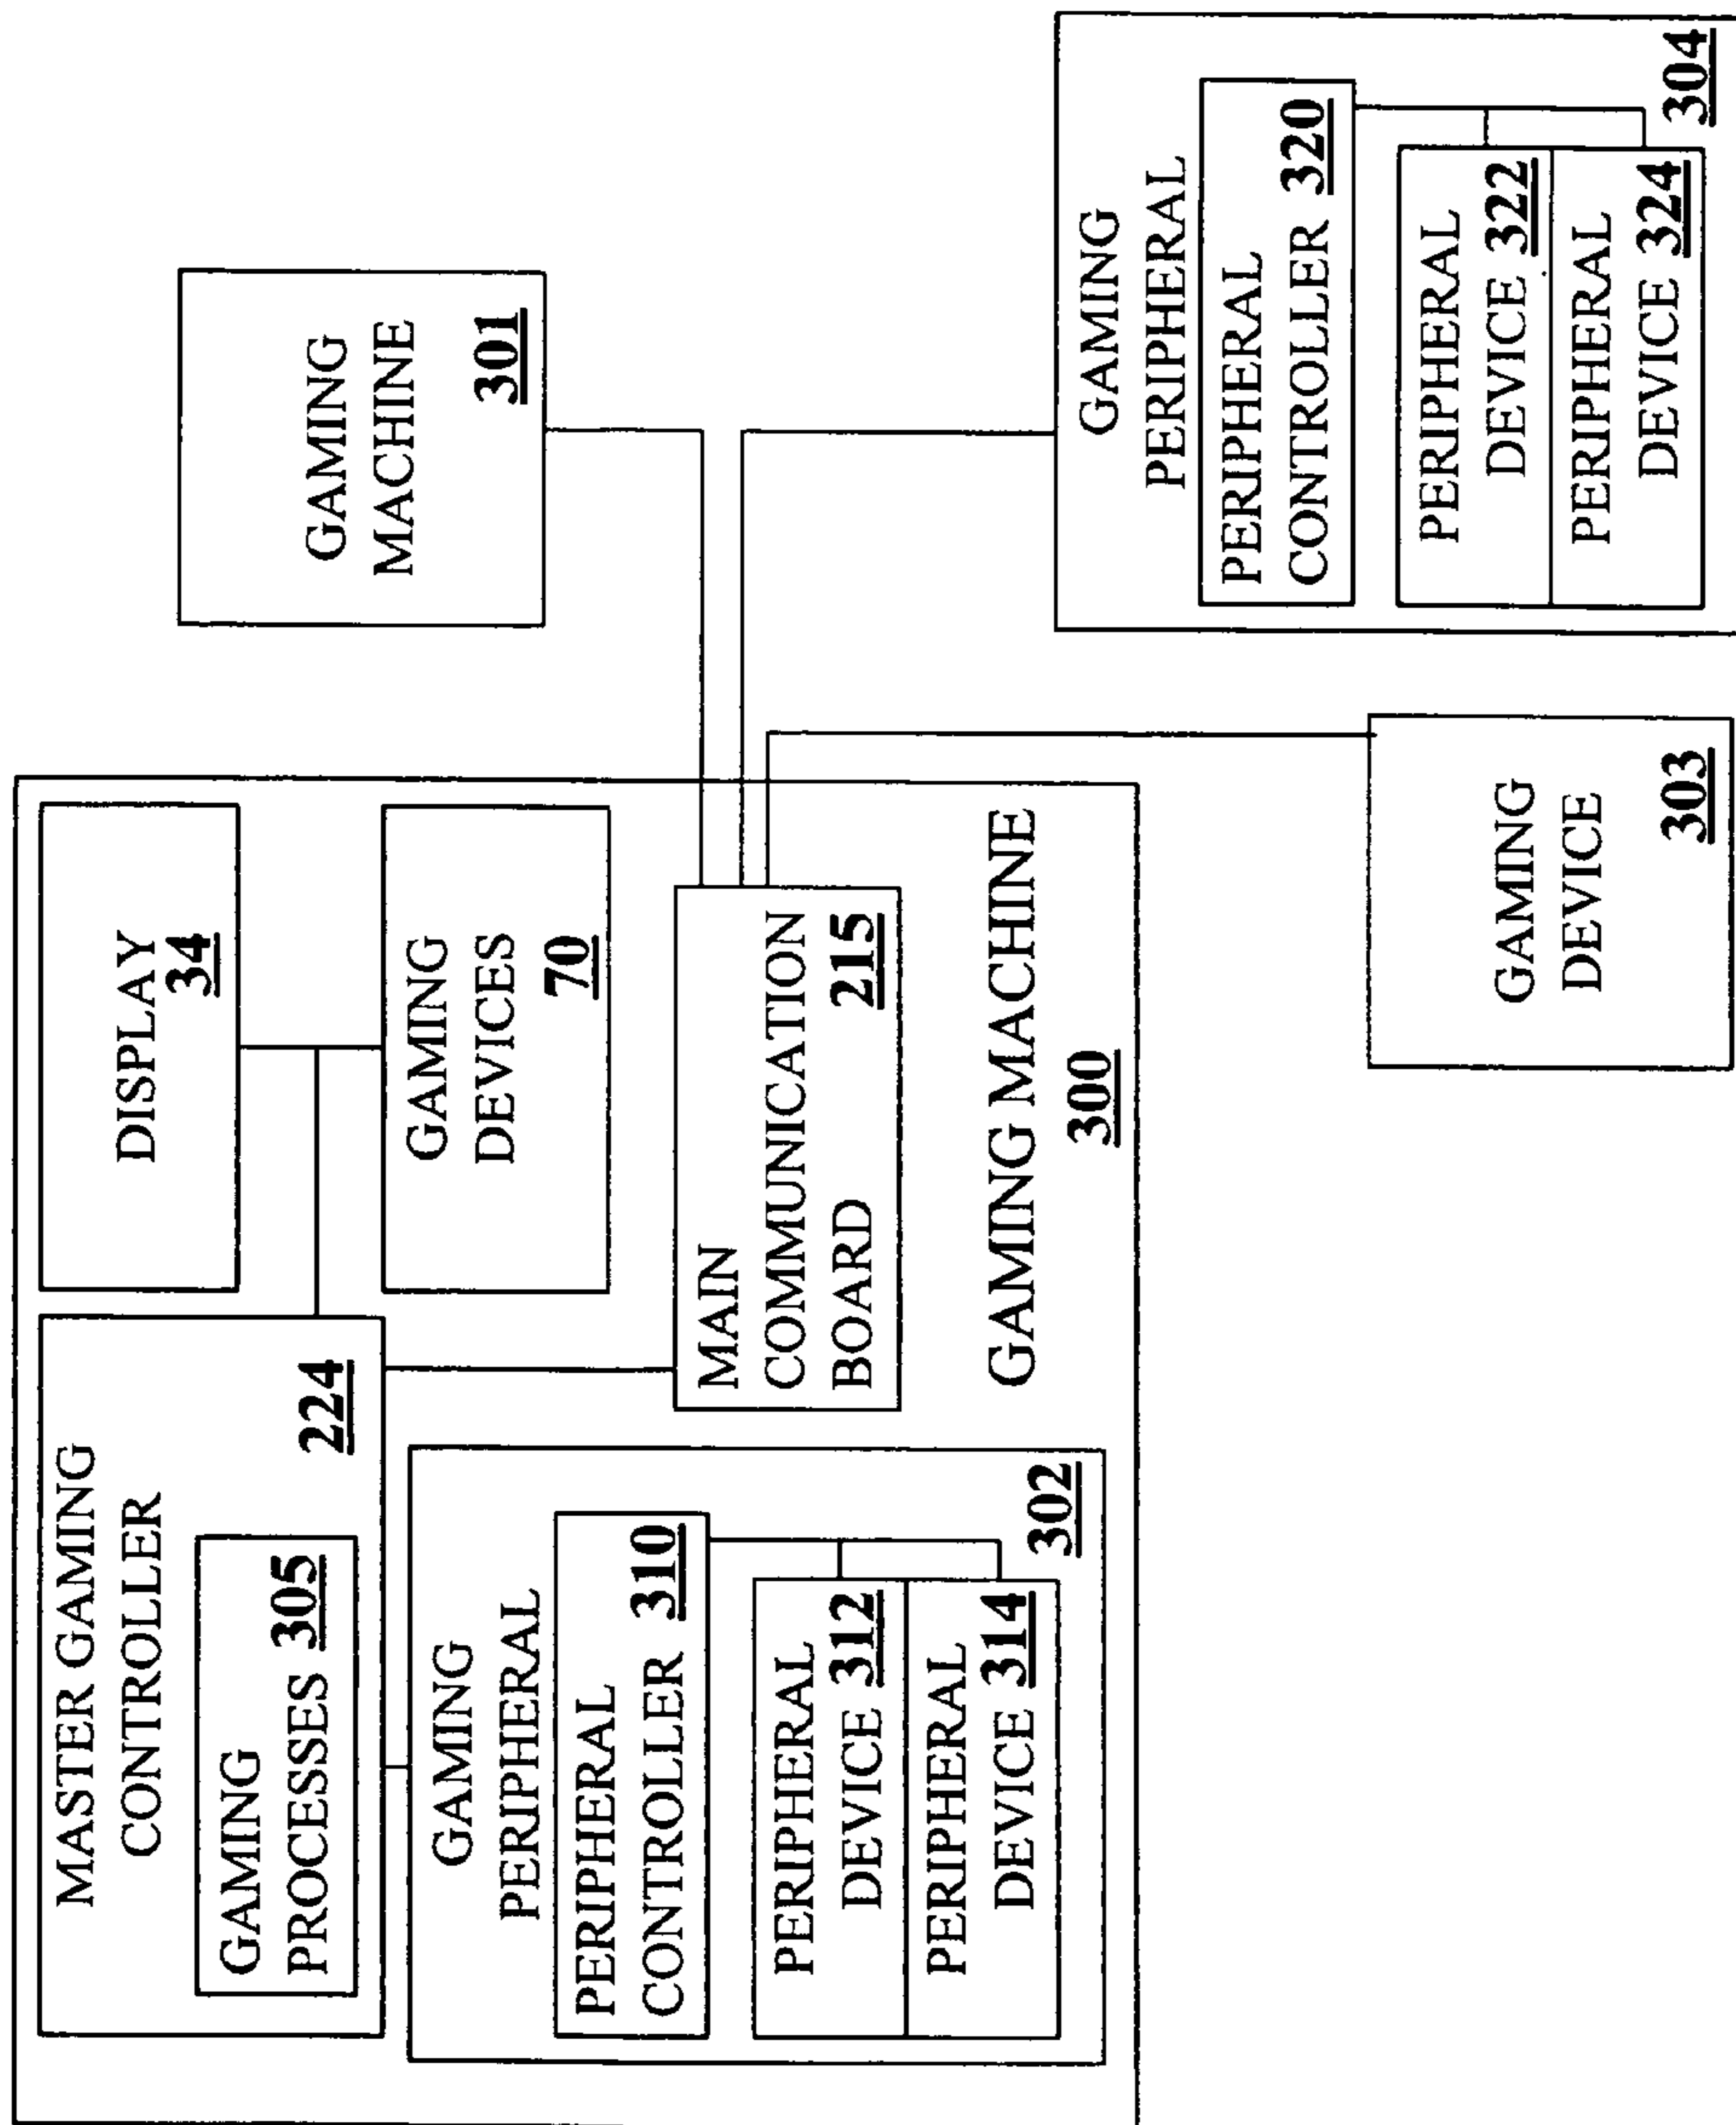 MASTER GAMING
CONTROLLER
224
GAMING
PROCESSES 305
DISPLAY
34
GAMING
DEVICES
70
GAMING
PERIPHERAL
PERIPHERAL
CONTROLLER 310
PERIPHERAL
DEVICE 312
PERIPHERAL
DEVICE 314
302
MAIN
COMMUNICATION
BOARD 215
GAMING MACHINE
300
GAMING
MACHINE
301
GAMING
DEVICE
303
GAMING
PERIPHERAL
PERIPHERAL
CONTROLLER 320
PERIPHERAL
DEVICE 322
PERIPHERAL
DEVICE 324
304